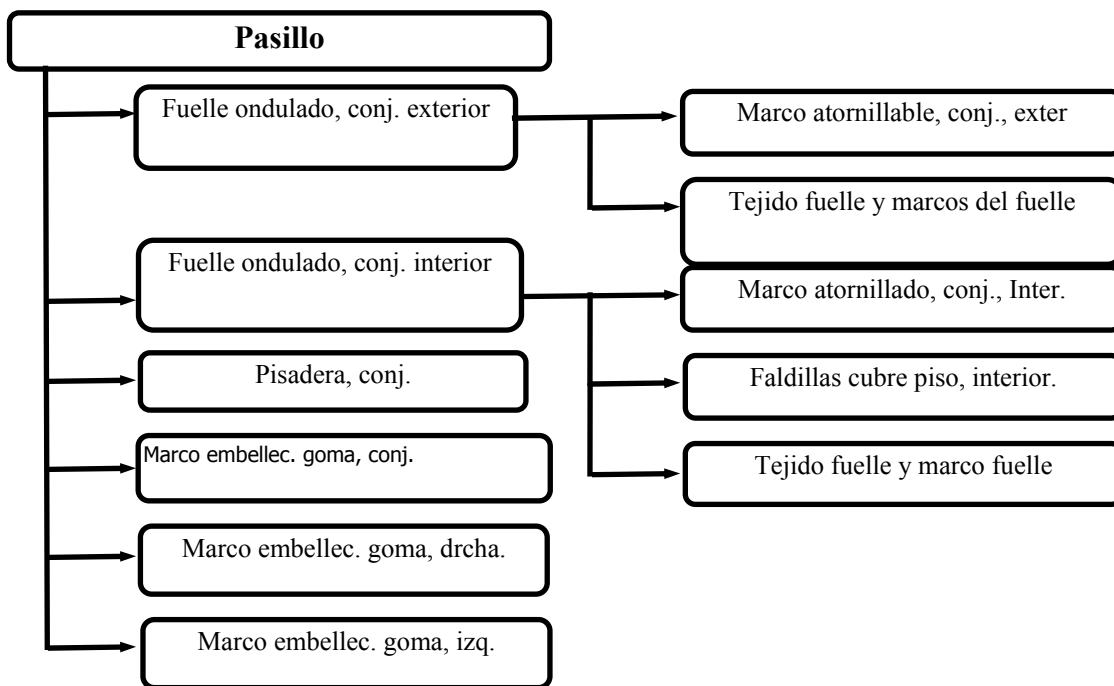 Pasillo
Fuelle ondulado, conj. exterior
Marco atornillable, conj., exter
Tejido fuelle y marcos del fuelle
Fuelle ondulado, conj. interior
Marco atornillado, conj., Inter.
Pisadera, conj.
Faldillas cubre piso, interior.
Marco embellec. goma, conj.
Tejido fuelle y marco fuelle
Marco embellec. goma, drcha.
Marco embellec. goma, izq.